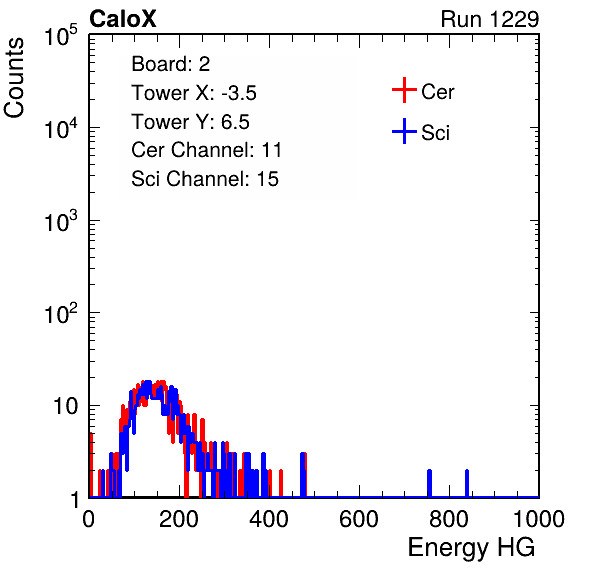 CaloX Run 1229
Counts
Board: 2
Tower X: -3.5
Tower Y: 6.5
Cer Channel: 11
Sci Channel: 15
Cer
Sci
10^5
10^4
10^3
10^2
10
1
0 200 400 600 800 1000
Energy HG